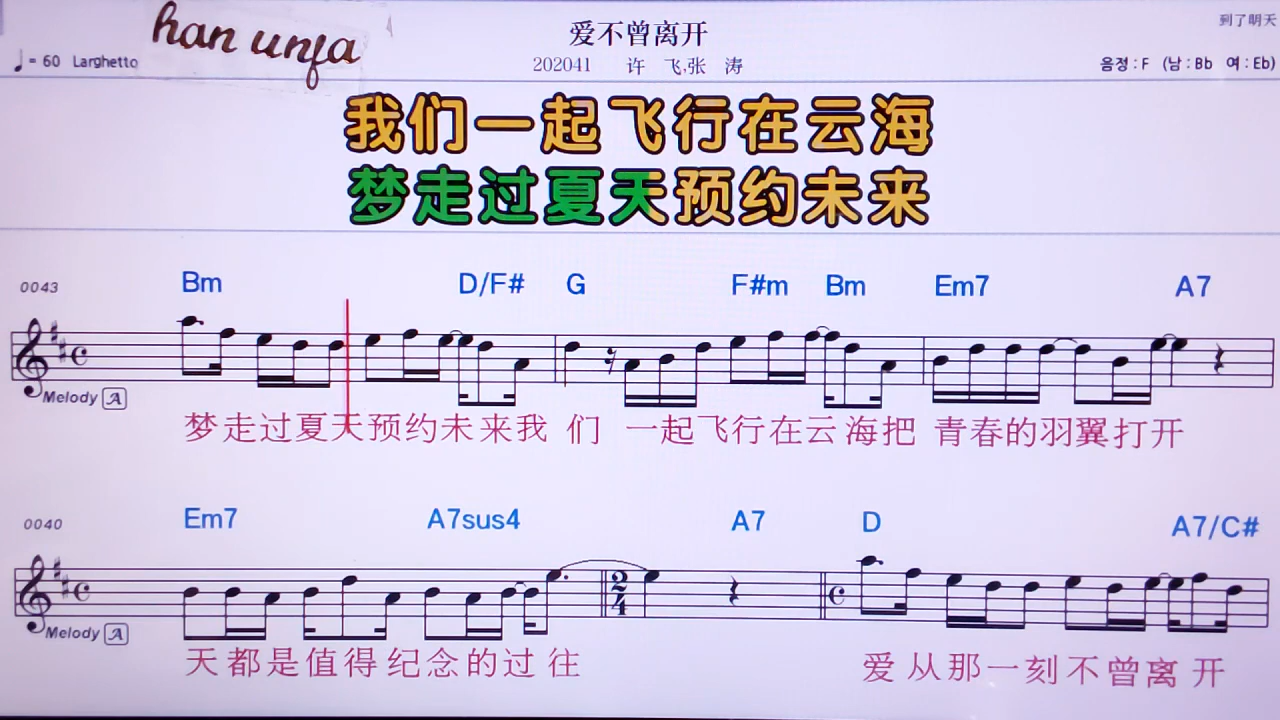 han unfa
爱不曾离开
到了明天
♩= 60 Larghetto
202041 许 飞,张 涛
음정 : F (남 : Bb 여 : Eb)
我们一起飞行在云海
梦走过夏天预约未来
0043 Bm D/F# G F#m Bm Em7 A7
Melody A
梦走过夏天预约未来我 们 一起飞行在云海把 青春的羽翼打开
0040 Em7 A7sus4 A7 D A7/C#
2/4
Melody A
天都是值得纪念的过往 爱从那一刻不曾离开